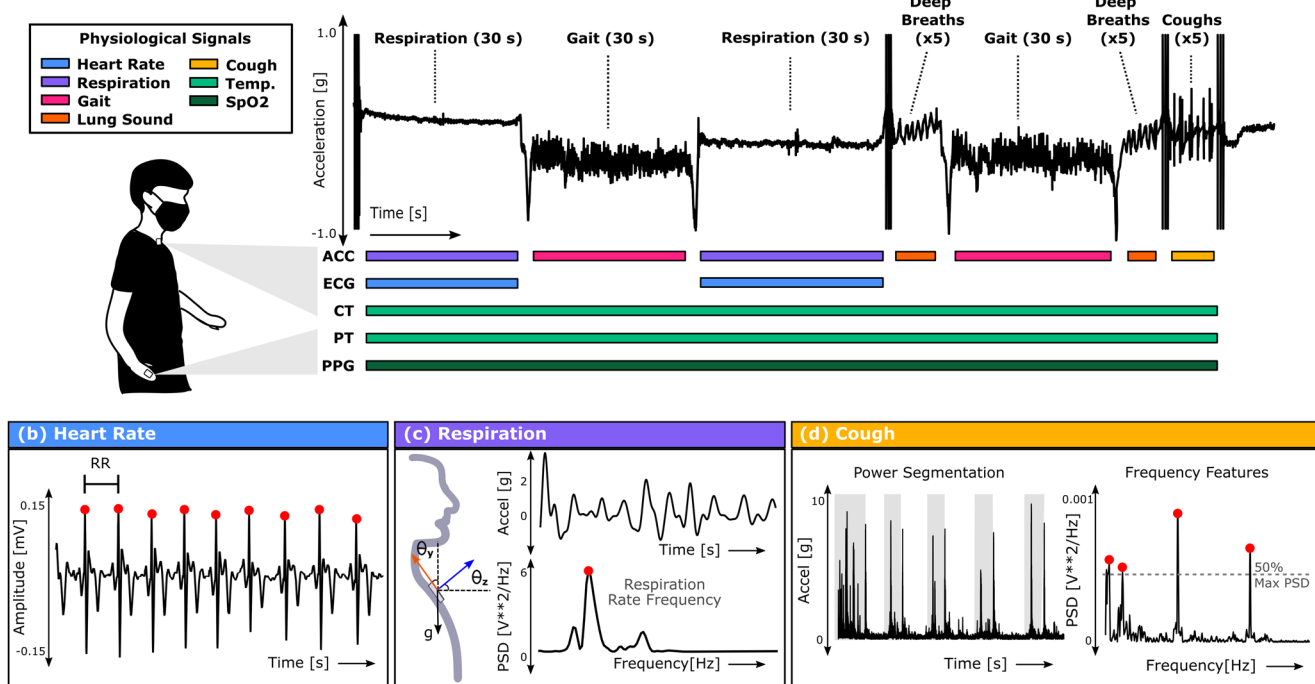 Physiological Signals
Heart Rate
Respiration
Gait
Lung Sound
Cough
Temp.
SpO2
Deep
Breaths
(x5)
Deep
Breaths
(x5)
Coughs
(x5)
Respiration (30 s)
Gait (30 s)
Respiration (30 s)
Gait (30 s)
1.0
Acceleration [g]
-1.0
Time [s]
ACC
ECG
CT
PT
PPG
(b) Heart Rate
RR
0.15
Amplitude [mV]
-0.15
Time [s]
(c) Respiration
θy
θz
g
Accel [g]
2
0
Time [s]
PSD [V**2/Hz]
6
0
Respiration
Rate Frequency
Frequency[Hz]
(d) Cough
Power Segmentation
10
Accel [g]
0
Time [s]
Frequency Features
0.001
PSD [V**2/Hz]
0
50%
Max PSD
Frequency[Hz]